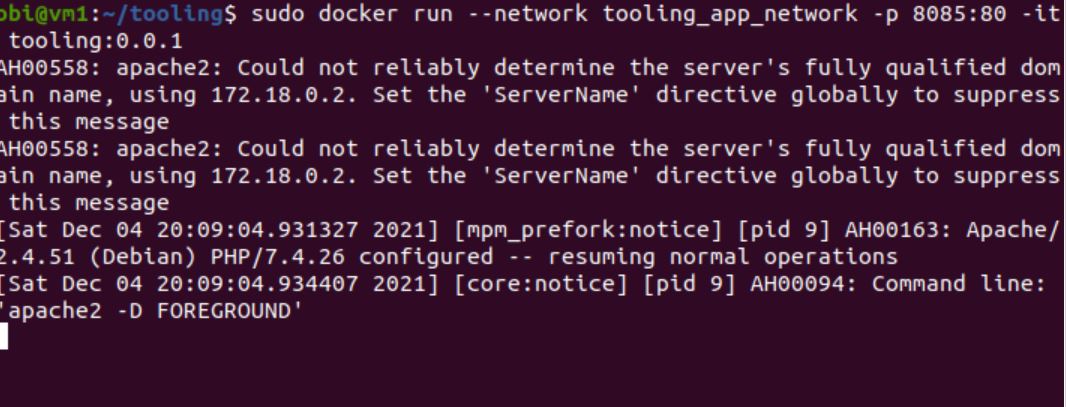 obi@vm1:~/tooling$ sudo docker run --network tooling_app_network -p 8085:80 -it
 tooling:0.0.1
AH00558: apache2: Could not reliably determine the server's fully qualified dom
ain name, using 172.18.0.2. Set the 'ServerName' directive globally to suppress
 this message
AH00558: apache2: Could not reliably determine the server's fully qualified dom
ain name, using 172.18.0.2. Set the 'ServerName' directive globally to suppress
 this message
[Sat Dec 04 20:09:04.931327 2021] [mpm_prefork:notice] [pid 9] AH00163: Apache/
2.4.51 (Debian) PHP/7.4.26 configured -- resuming normal operations
[Sat Dec 04 20:09:04.934407 2021] [core:notice] [pid 9] AH00094: Command line:
'apache2 -D FOREGROUND'